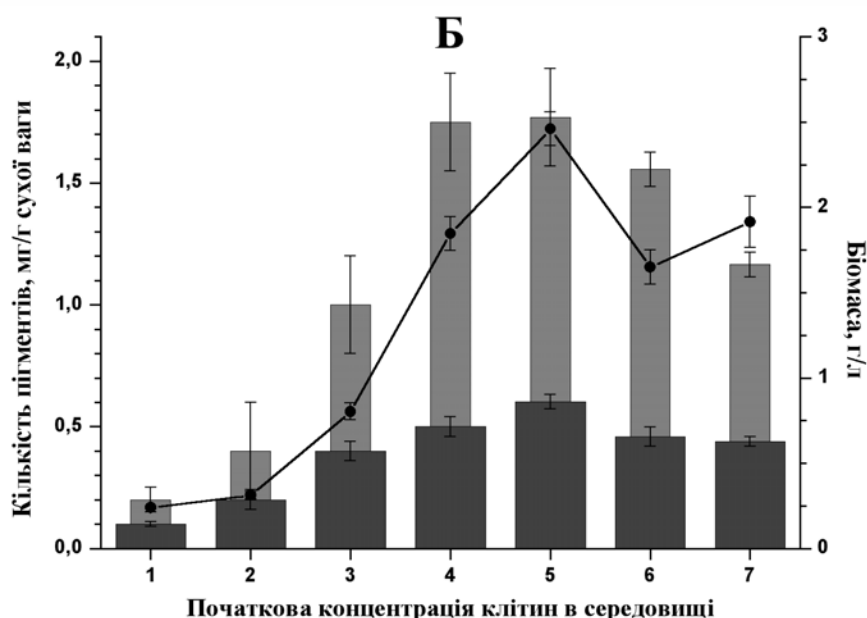 Б
Кількість пігментів, мг/г сухої ваги
2,0
1,5
1,0
0,5
0,0
3
2
1
0
Біомаса, г/л
1 2 3 4 5 6 7
Початкова концентрація клітин в середовищі